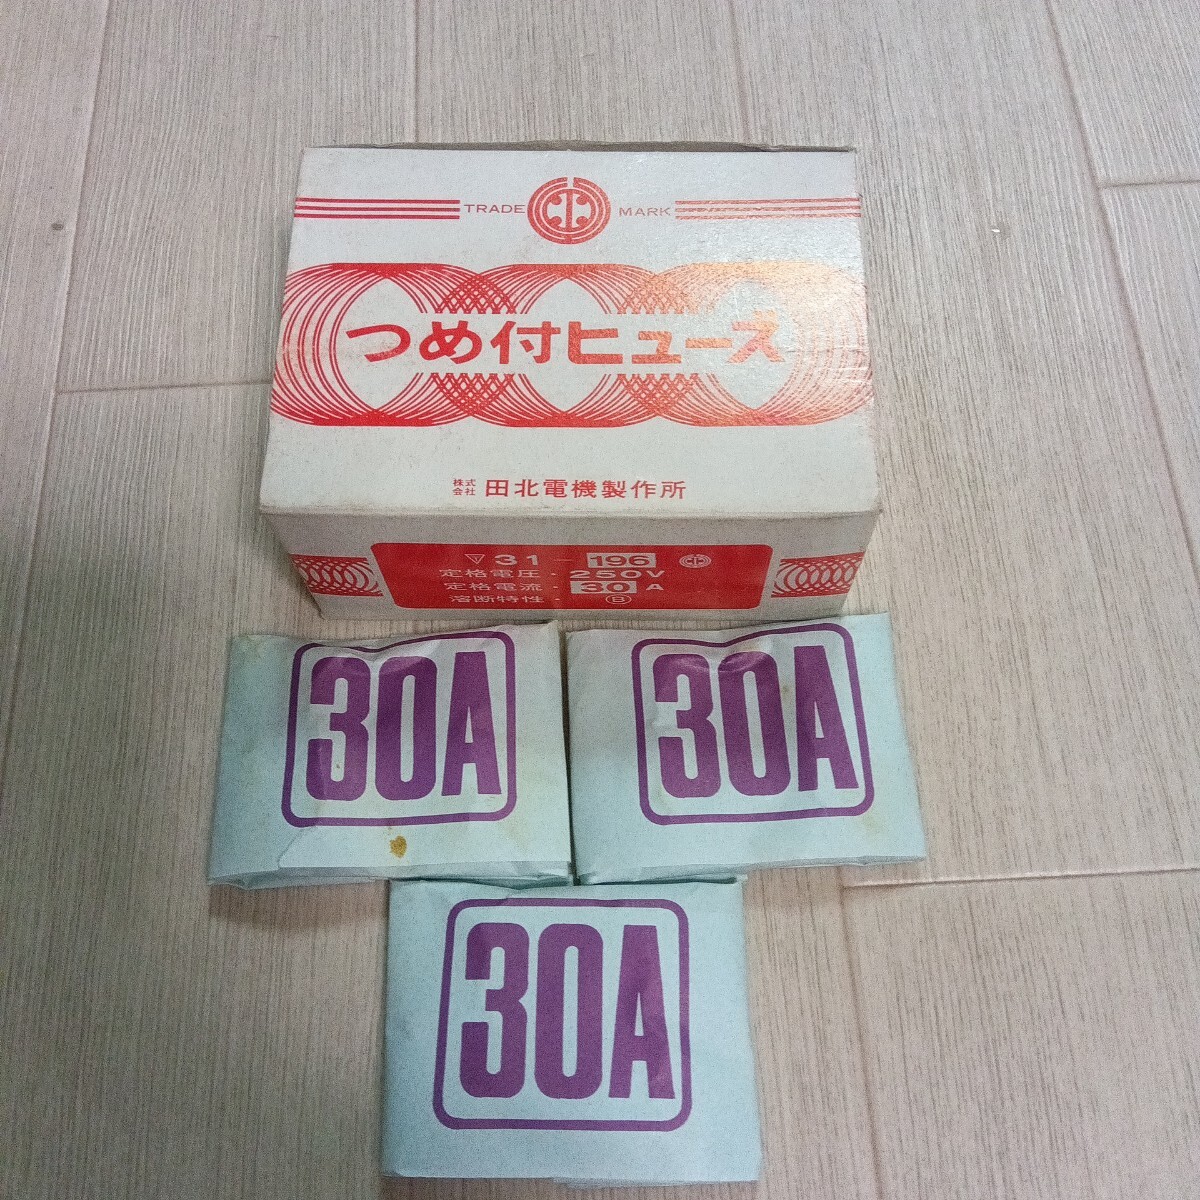 TRADE MARK
つめ付ヒューズ
株式会社 田北電機製作所
▽ 31-196
定格電圧・250V
定格電流・30A
溶断特性・Ⓑ
30A
30A
30A